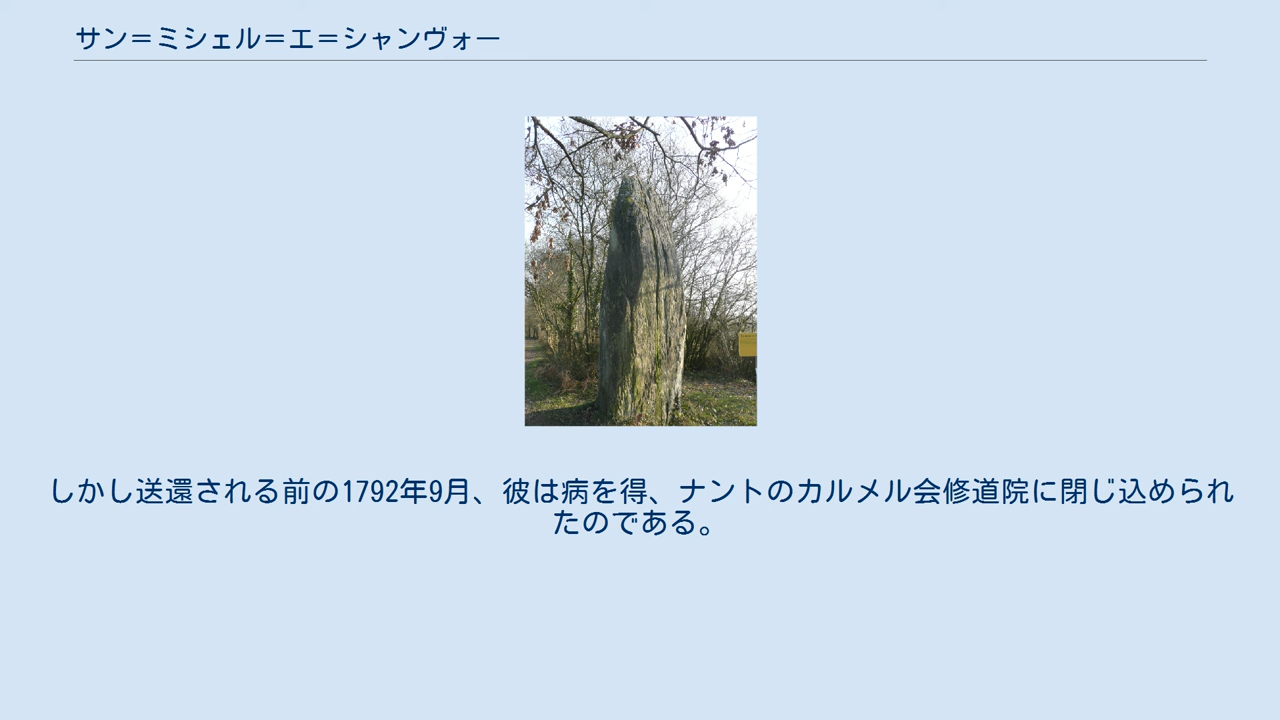 サン＝ミシェル＝エ＝シャンヴォー
しかし送還される前の1792年9月、彼は病を得、ナントのカルメル会修道院に閉じ込められ
たのである。